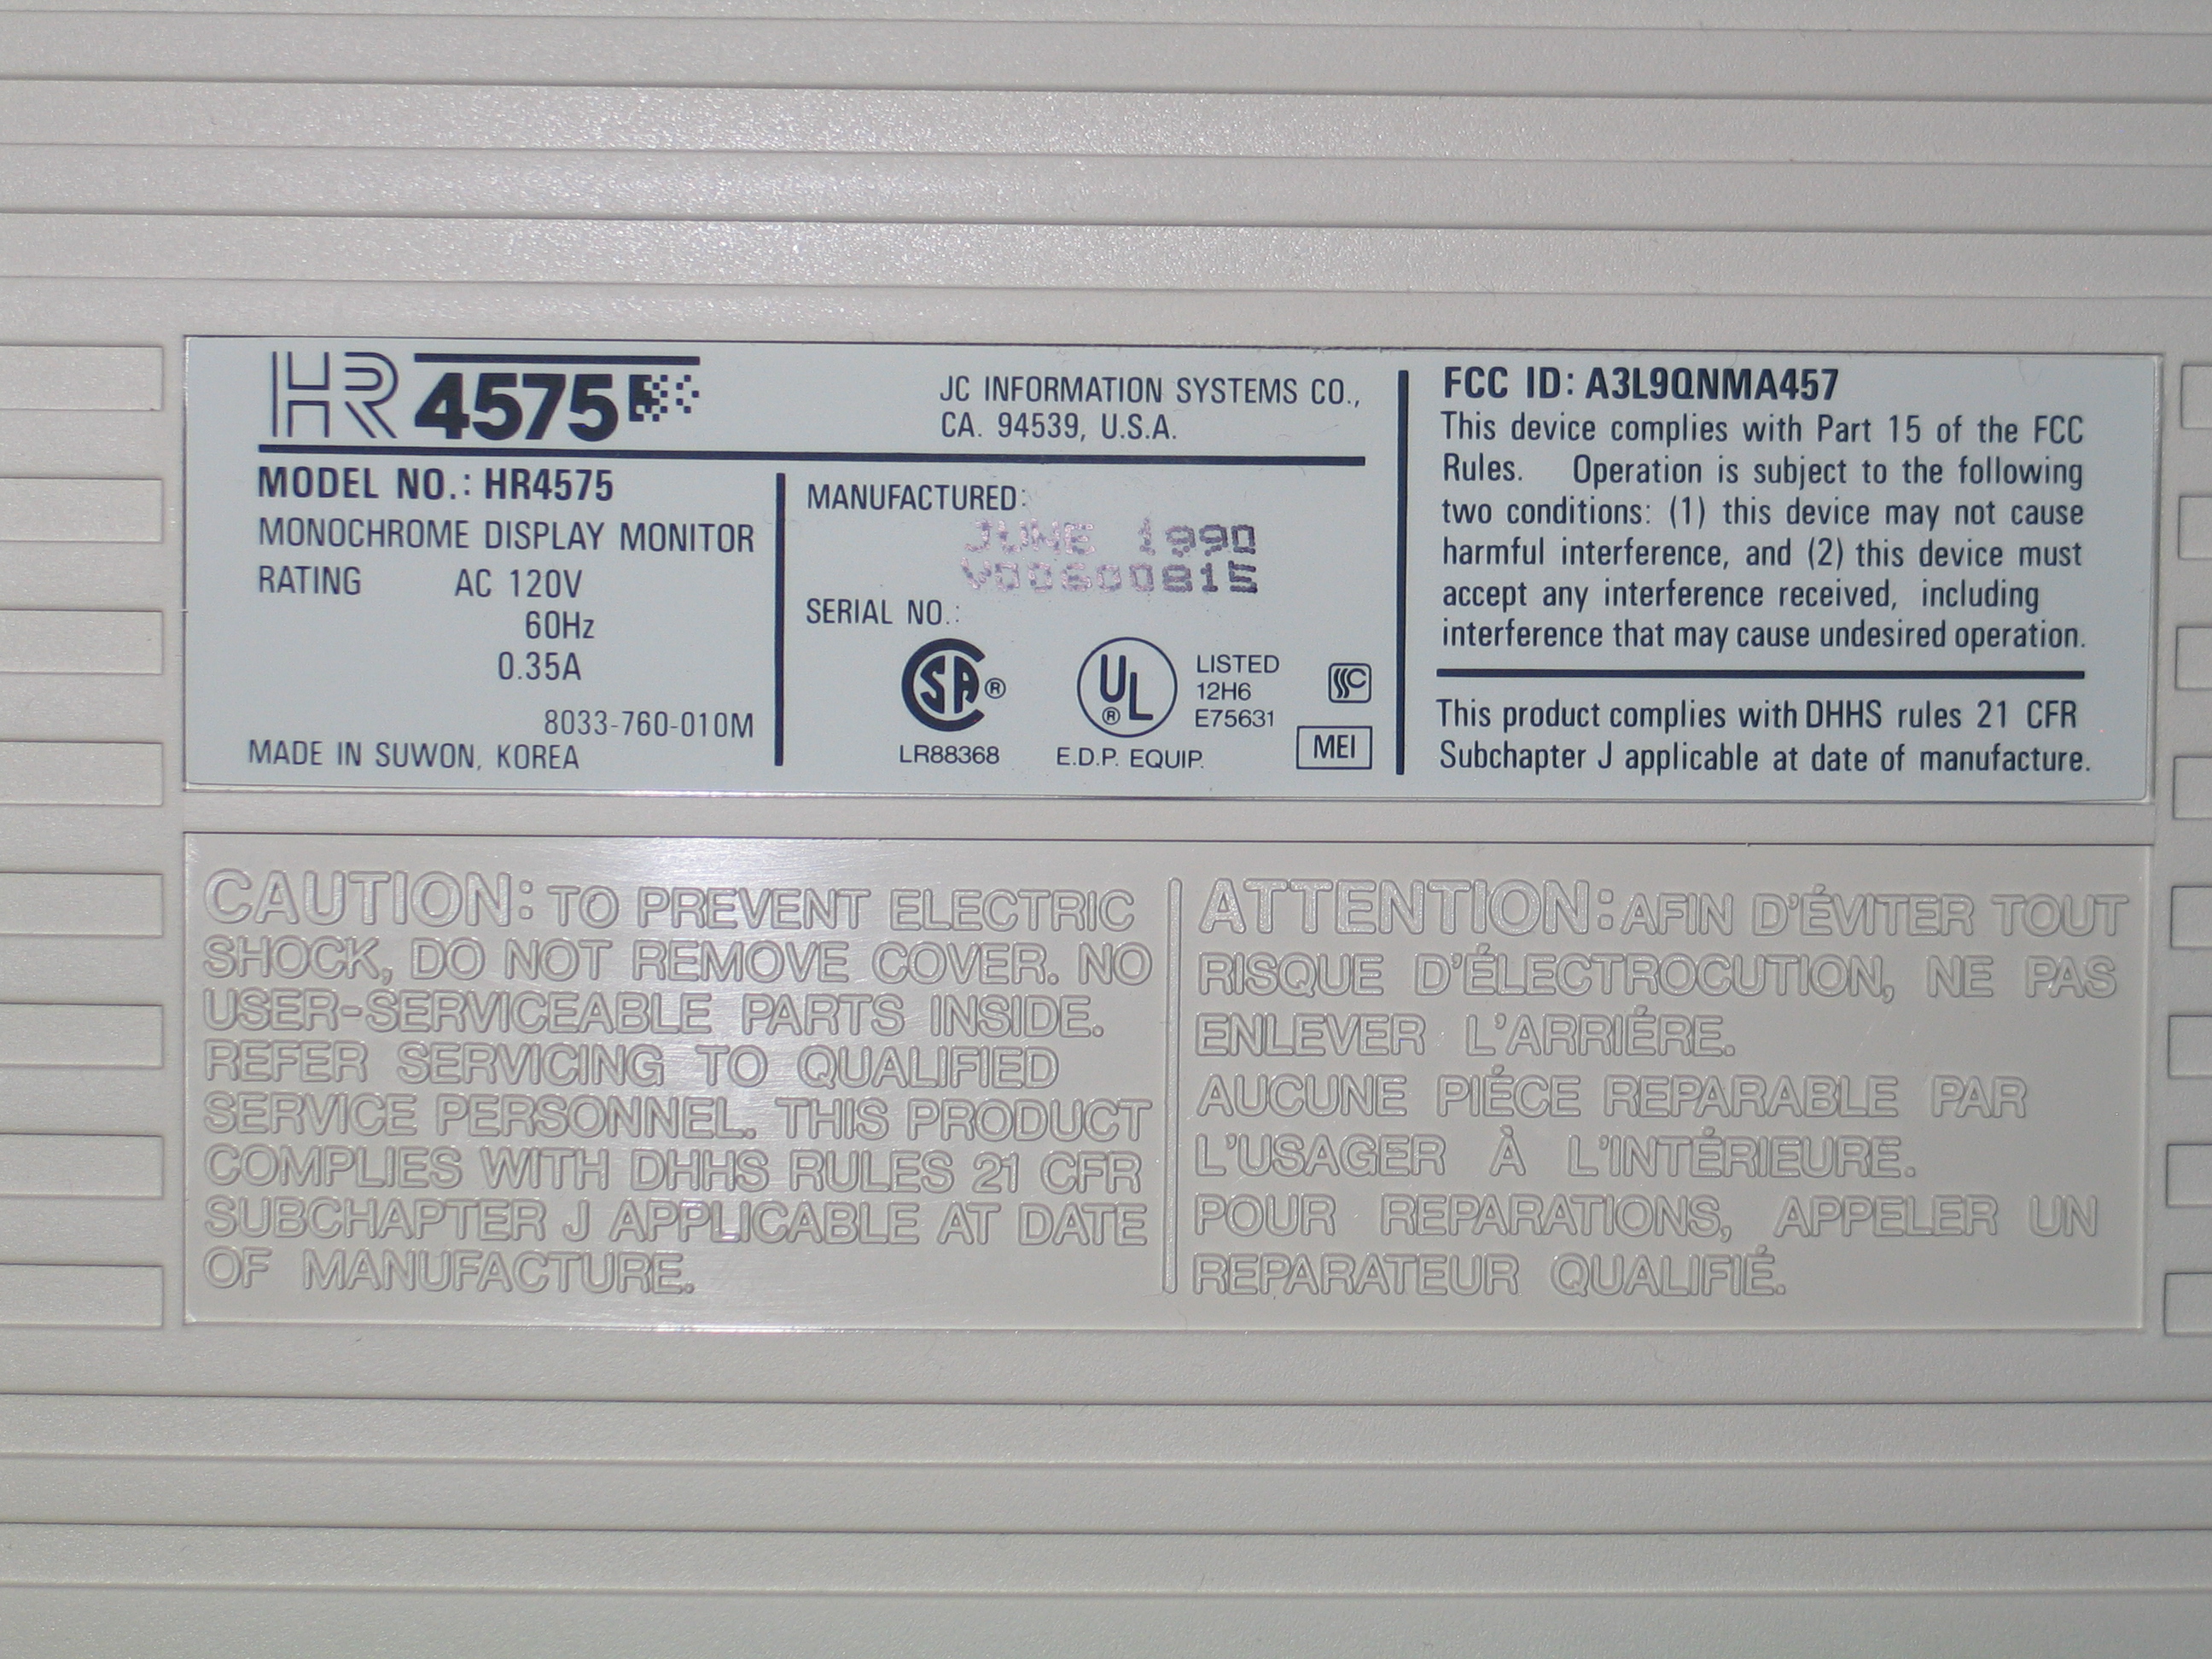 HR 4575
JC INFORMATION SYSTEMS CO.,
CA. 94539, U.S.A.
MODEL NO.: HR4575
MONOCHROME DISPLAY MONITOR
RATING AC 120V
60Hz
0.35A
8033-760-010M
MADE IN SUWON, KOREA
MANUFACTURED:
JUNE 1990
V00600815
SERIAL NO.:
SA ®
LR88368
UL ®
LISTED
12H6
E75631
E.D.P. EQUIP.
MEI
FCC ID: A3L9QNMA457
This device complies with Part 15 of the FCC
Rules. Operation is subject to the following
two conditions: (1) this device may not cause
harmful interference, and (2) this device must
accept any interference received, including
interference that may cause undesired operation.
This product complies with DHHS rules 21 CFR
Subchapter J applicable at date of manufacture.
CAUTION: TO PREVENT ELECTRIC
SHOCK, DO NOT REMOVE COVER. NO
USER-SERVICEABLE PARTS INSIDE.
REFER SERVICING TO QUALIFIED
SERVICE PERSONNEL. THIS PRODUCT
COMPLIES WITH DHHS RULES 21 CFR
SUBCHAPTER J APPLICABLE AT DATE
OF MANUFACTURE.
ATTENTION: AFIN D'ÉVITER TOUT
RISQUE D'ÉLECTROCUTION, NE PAS
ENLEVER L'ARRIÉRE.
AUCUNE PIÉCE REPARABLE PAR
L'USAGER À L'INTÉRIEURE.
POUR REPARATIONS, APPELER UN
REPARATEUR QUALIFIÉ.